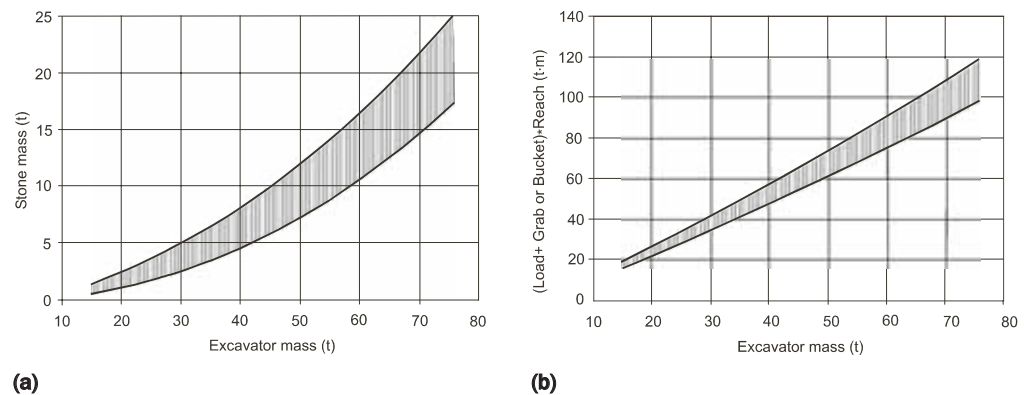 25
20
15
10
5
0
Stone mass (t)
10 20 30 40 50 60 70 80
Excavator mass (t)
(a)
140
120
100
80
60
40
20
0
(Load+ Grab or Bucket)*Reach (t·m)
10 20 30 40 50 60 70 80
Excavator mass (t)
(b)